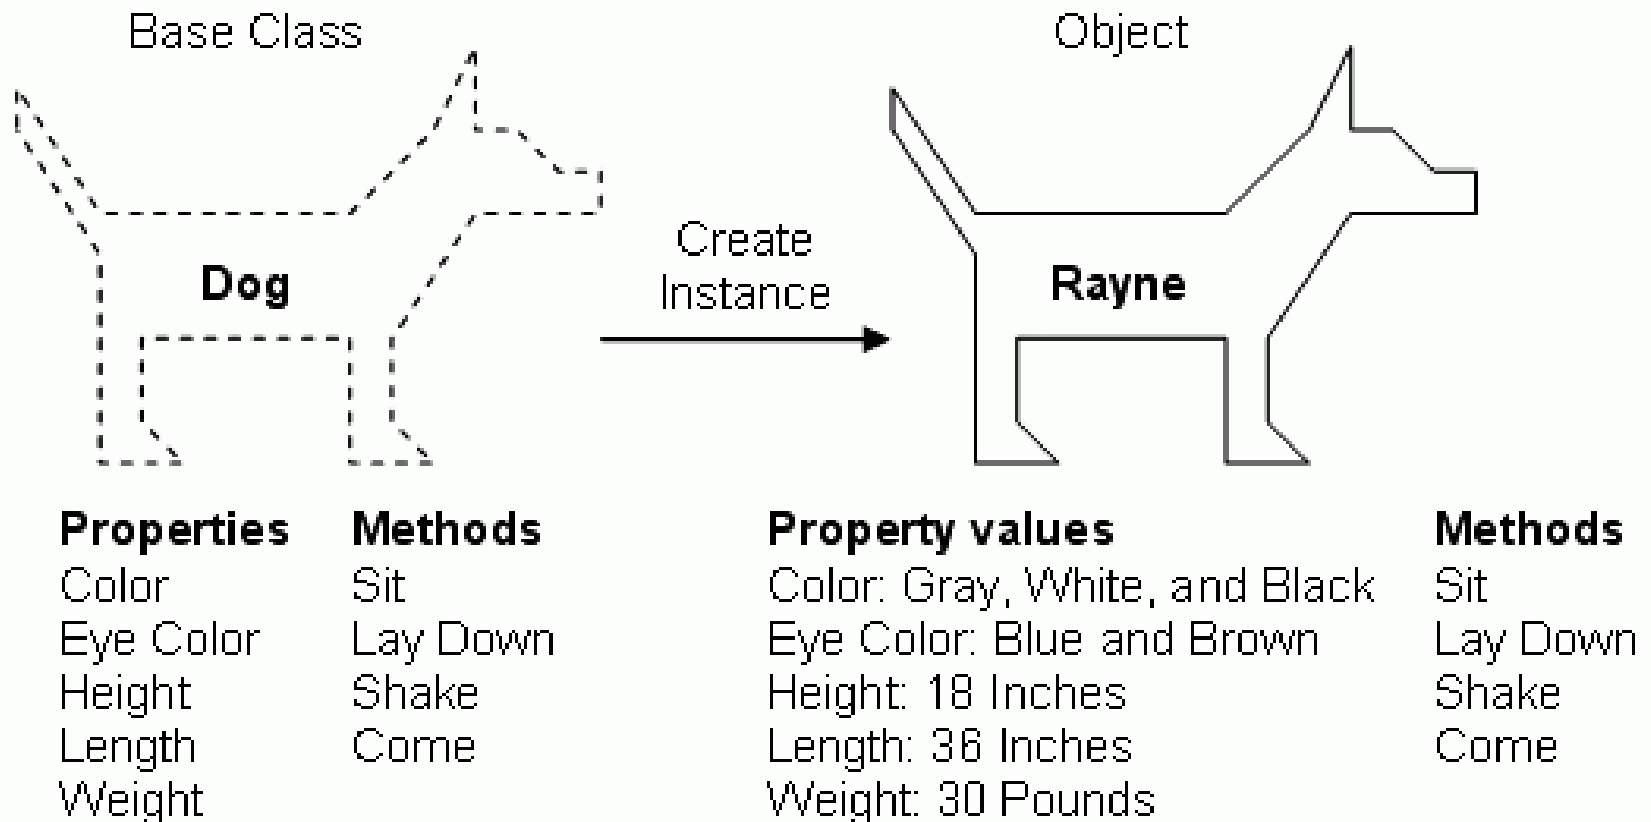 Base Class
Object
Dog
Create
Instance
Rayne
Properties
Color
Eye Color
Height
Length
Weight
Methods
Sit
Lay Down
Shake
Come
Property values
Color: Gray, White, and Black
Eye Color: Blue and Brown
Height: 18 Inches
Length: 36 Inches
Weight: 30 Pounds
Methods
Sit
Lay Down
Shake
Come